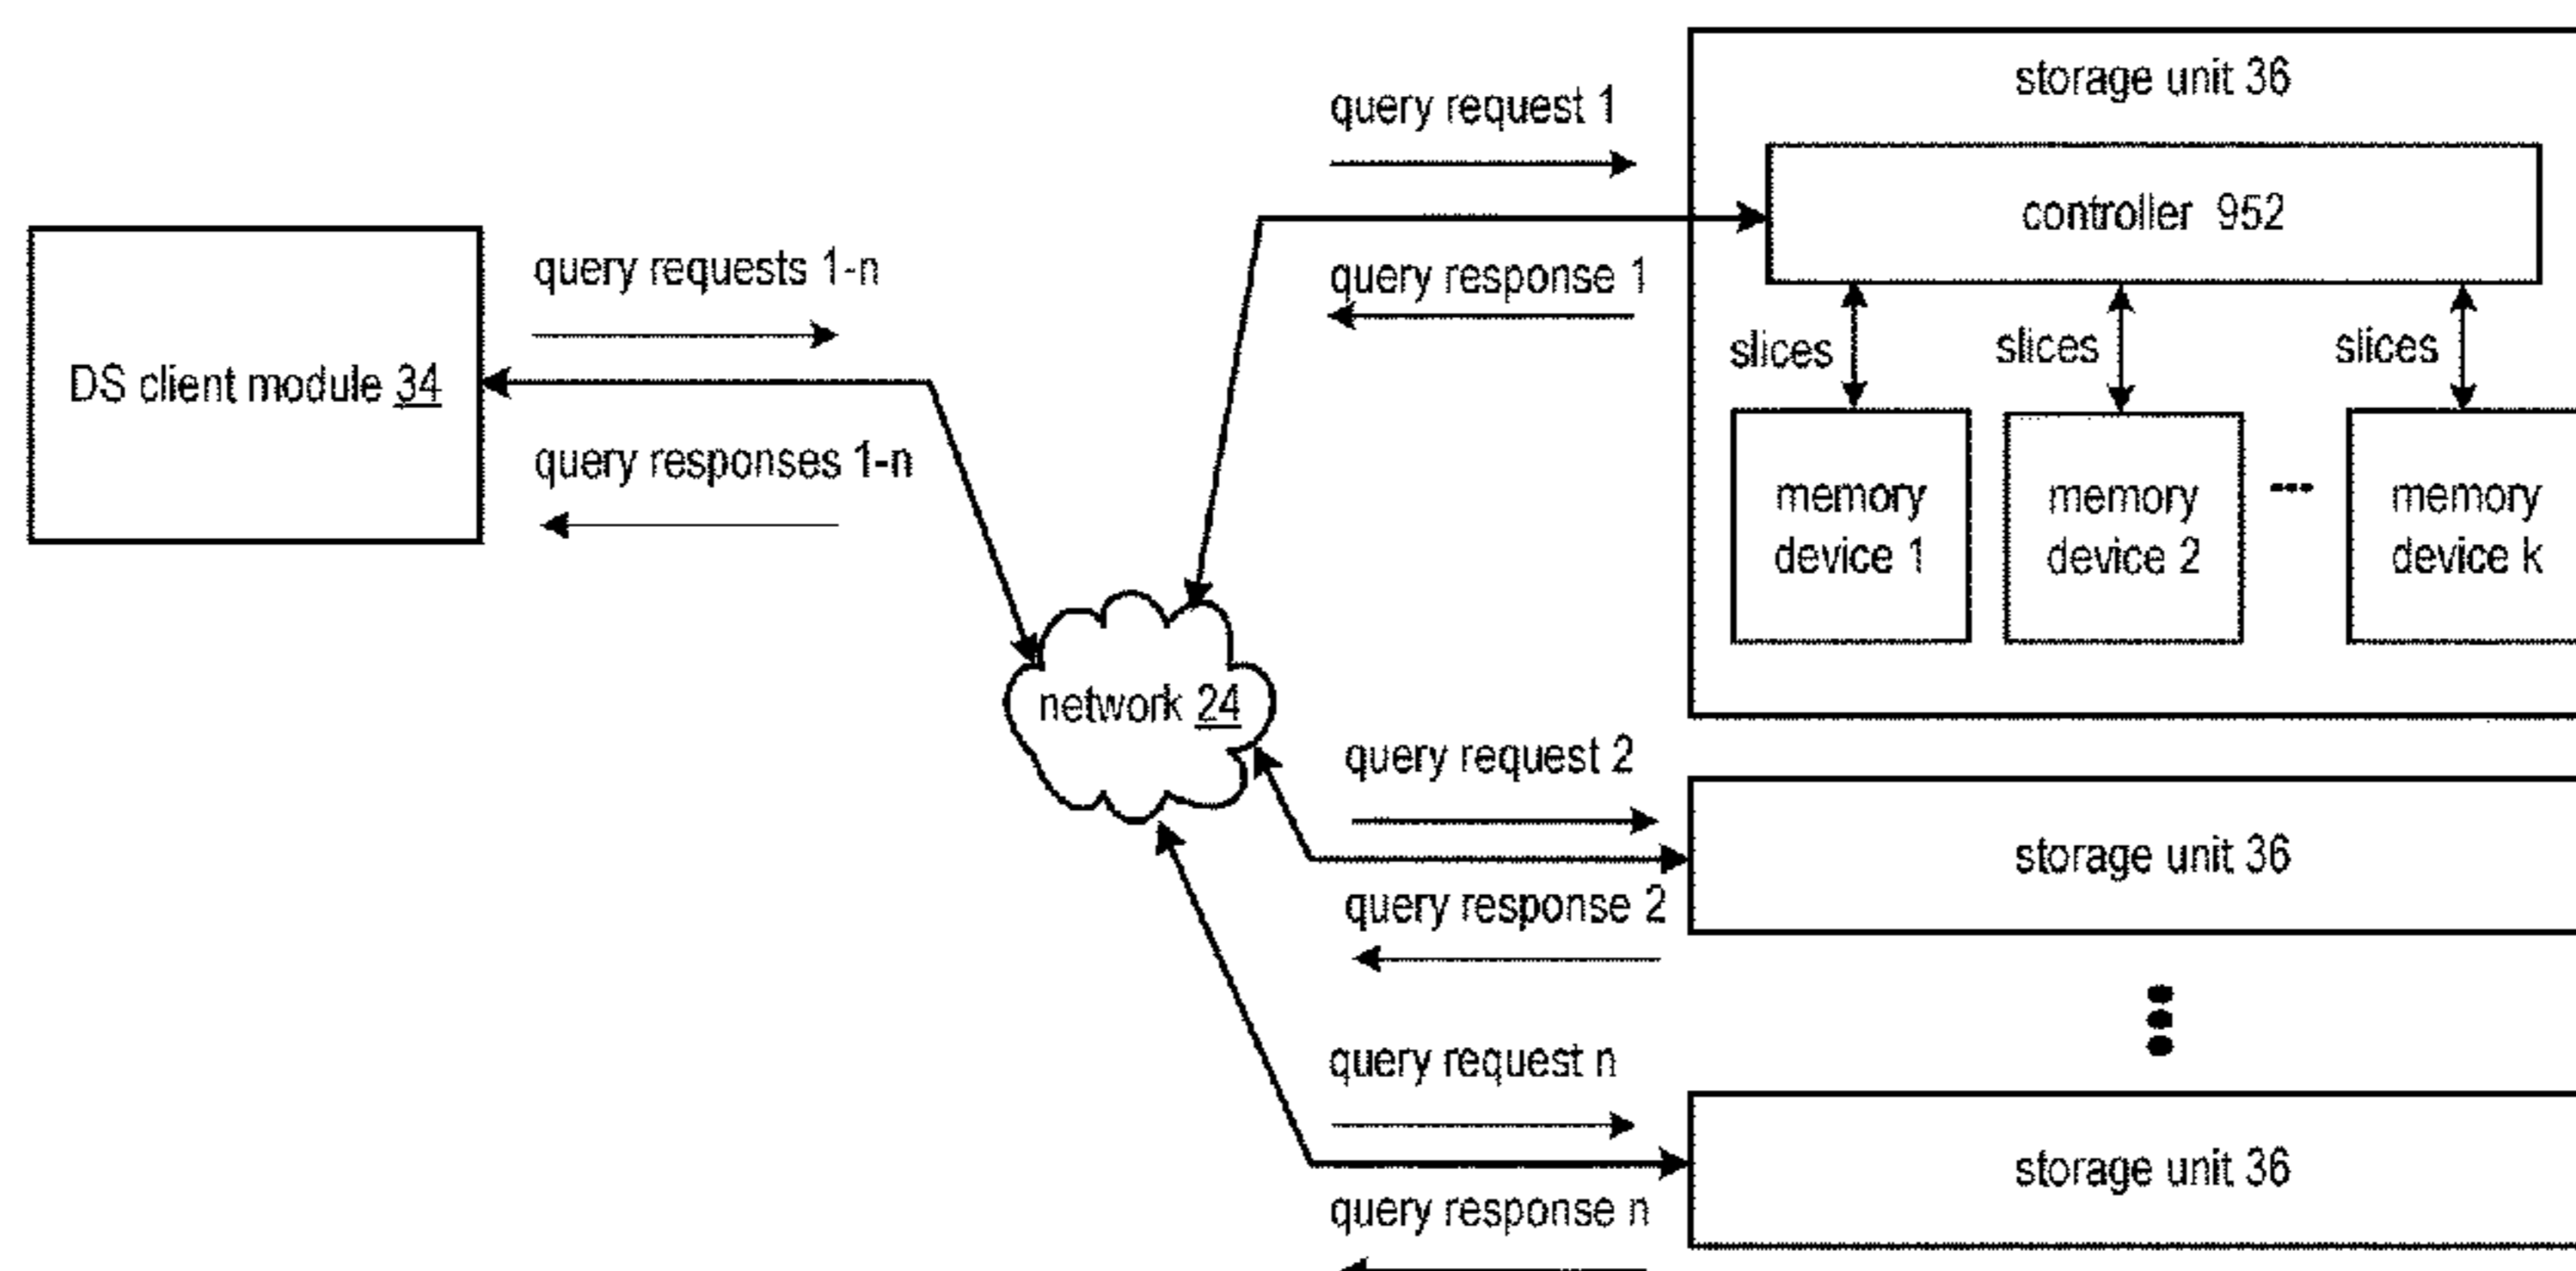 storage unit 36
query request 1
controller 952
query requests 1-n
query response 1
slices
slices
slices
DS client module 34
query responses 1-n
memory
device 1
memory
device 2
...
memory
device k
network 24
query request 2
storage unit 36
query response 2
query request n
storage unit 36
query response n